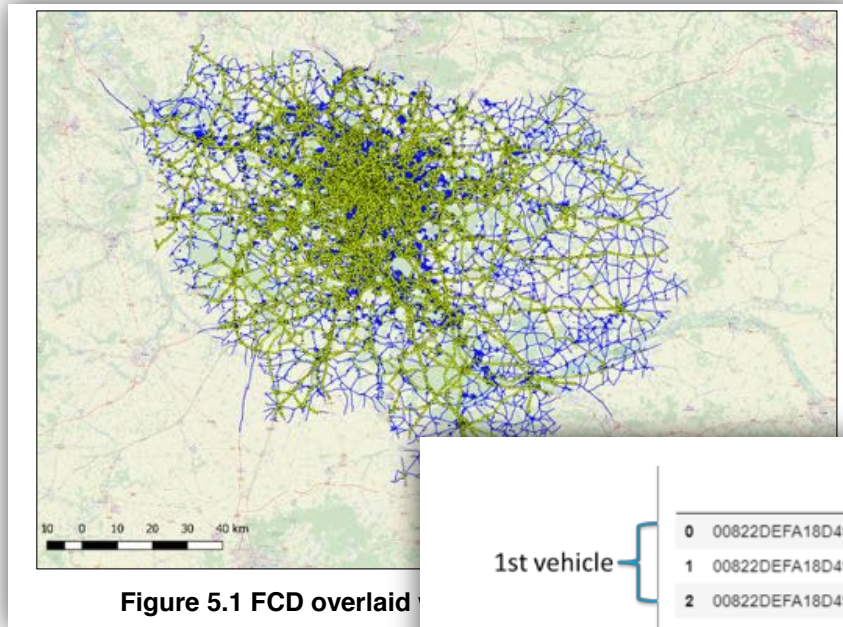 10 0 10 20 30 40 km
Figure 5.1 FCD overlaid
1st vehicle
0 00822DEFA18D4
1 00822DEFA18D4
2 00822DEFA18D4